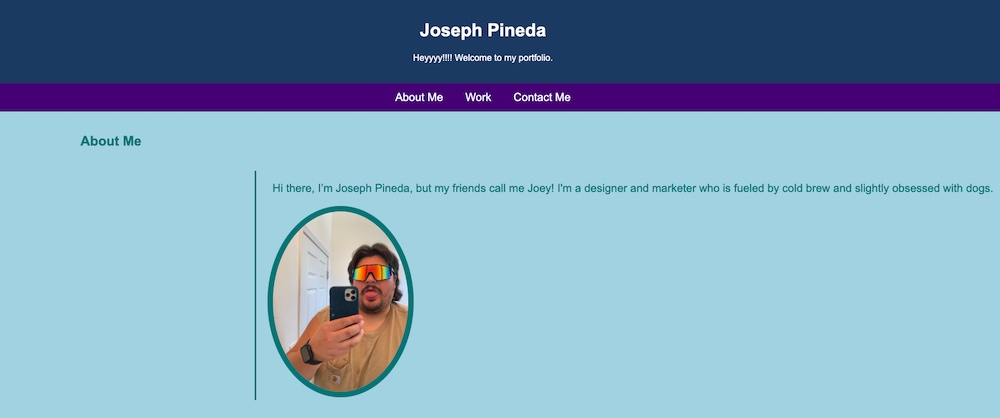 Joseph Pineda
Heyyyy!!!! Welcome to my portfolio.
About Me Work Contact Me
About Me
Hi there, I’m Joseph Pineda, but my friends call me Joey! I'm a designer and marketer who is fueled by cold brew and slightly obsessed with dogs.